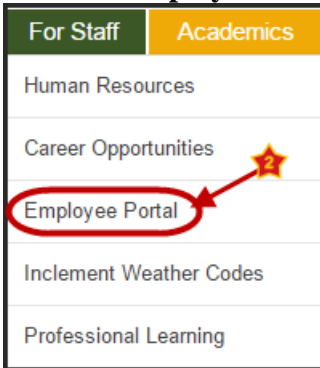 For Staff Academics
Human Resources
Career Opportunities
2
Employee Portal
Inclement Weather Codes
Professional Learning